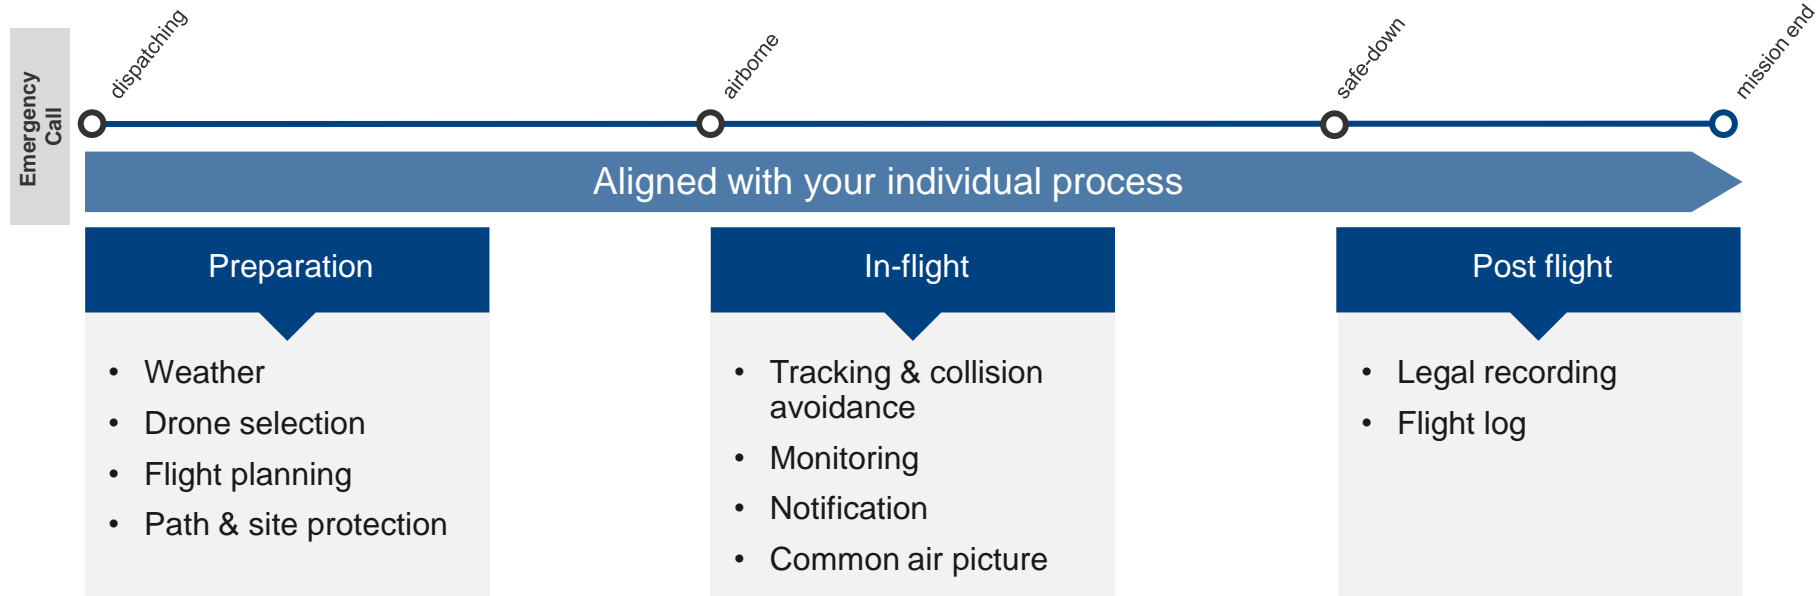 Emergency
Call
dispatching
airborne
safe-down
mission end
Aligned with your individual process
Preparation
• Weather
• Drone selection
• Flight planning
• Path & site protection
In-flight
• Tracking & collision
avoidance
• Monitoring
• Notification
• Common air picture
Post flight
• Legal recording
• Flight log